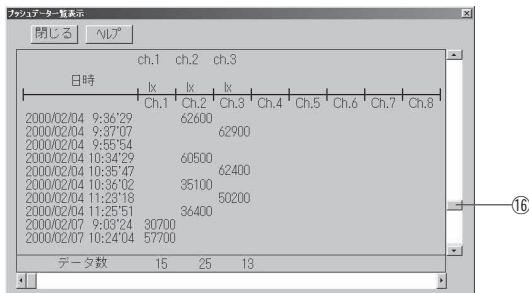 プッシュデータ一覧表示
閉じる ヘルプ
ch.1 ch.2 ch.3
日時 lx lx lx
Ch.1 Ch.2 Ch.3 Ch.4 Ch.5 Ch.6 Ch.7 Ch.8
2000/02/04 9:36'29 62600
2000/02/04 9:37'07 62900
2000/02/04 9:55'54
2000/02/04 10:34'29 60500
2000/02/04 10:35'47 62400
2000/02/04 10:36'02 35100
2000/02/04 11:23'18 50200
2000/02/04 11:25'51 36400
2000/02/07 9:03'24 30700
2000/02/07 10:24'04 57700
データ数 15 25 13
⑯